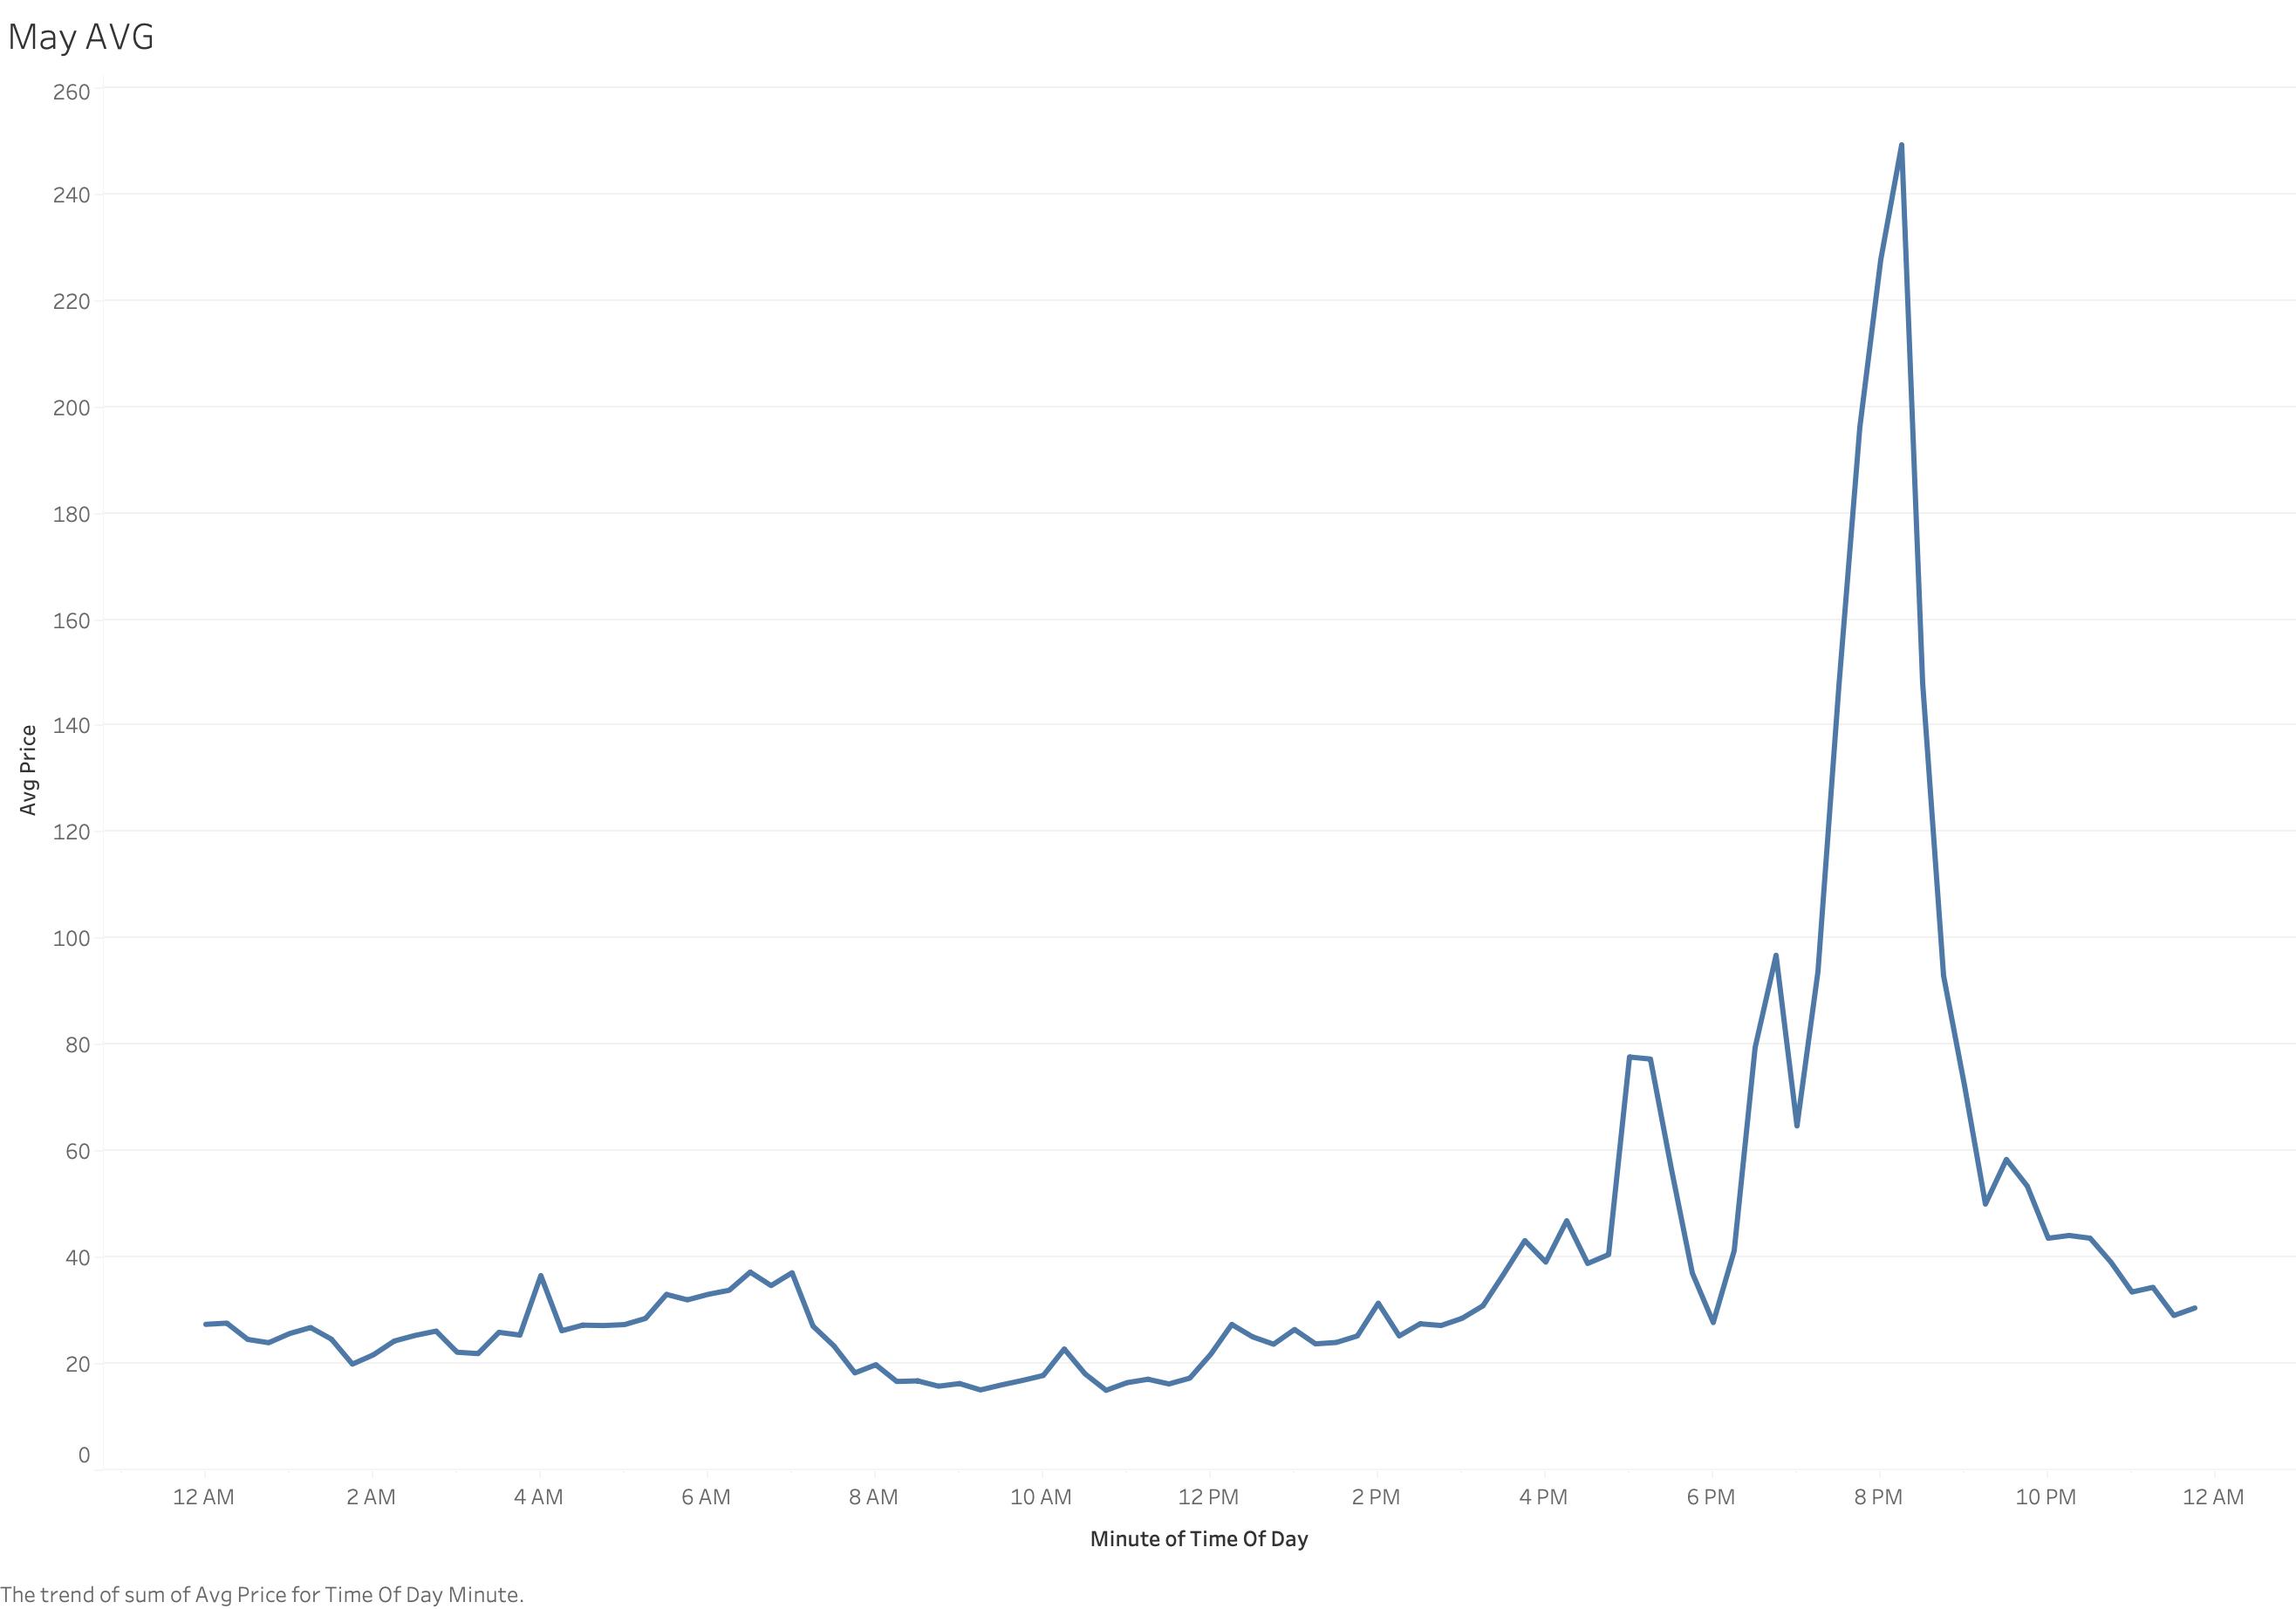 May AVG
260
240
220
200
180
160
140
120
100
80
60
40
20
0
Avg Price
12 AM 2 AM 4 AM 6 AM 8 AM 10 AM 12 PM 2 PM 4 PM 6 PM 8 PM 10 PM 12 AM
Minute of Time Of Day
The trend of sum of Avg Price for Time Of Day Minute.